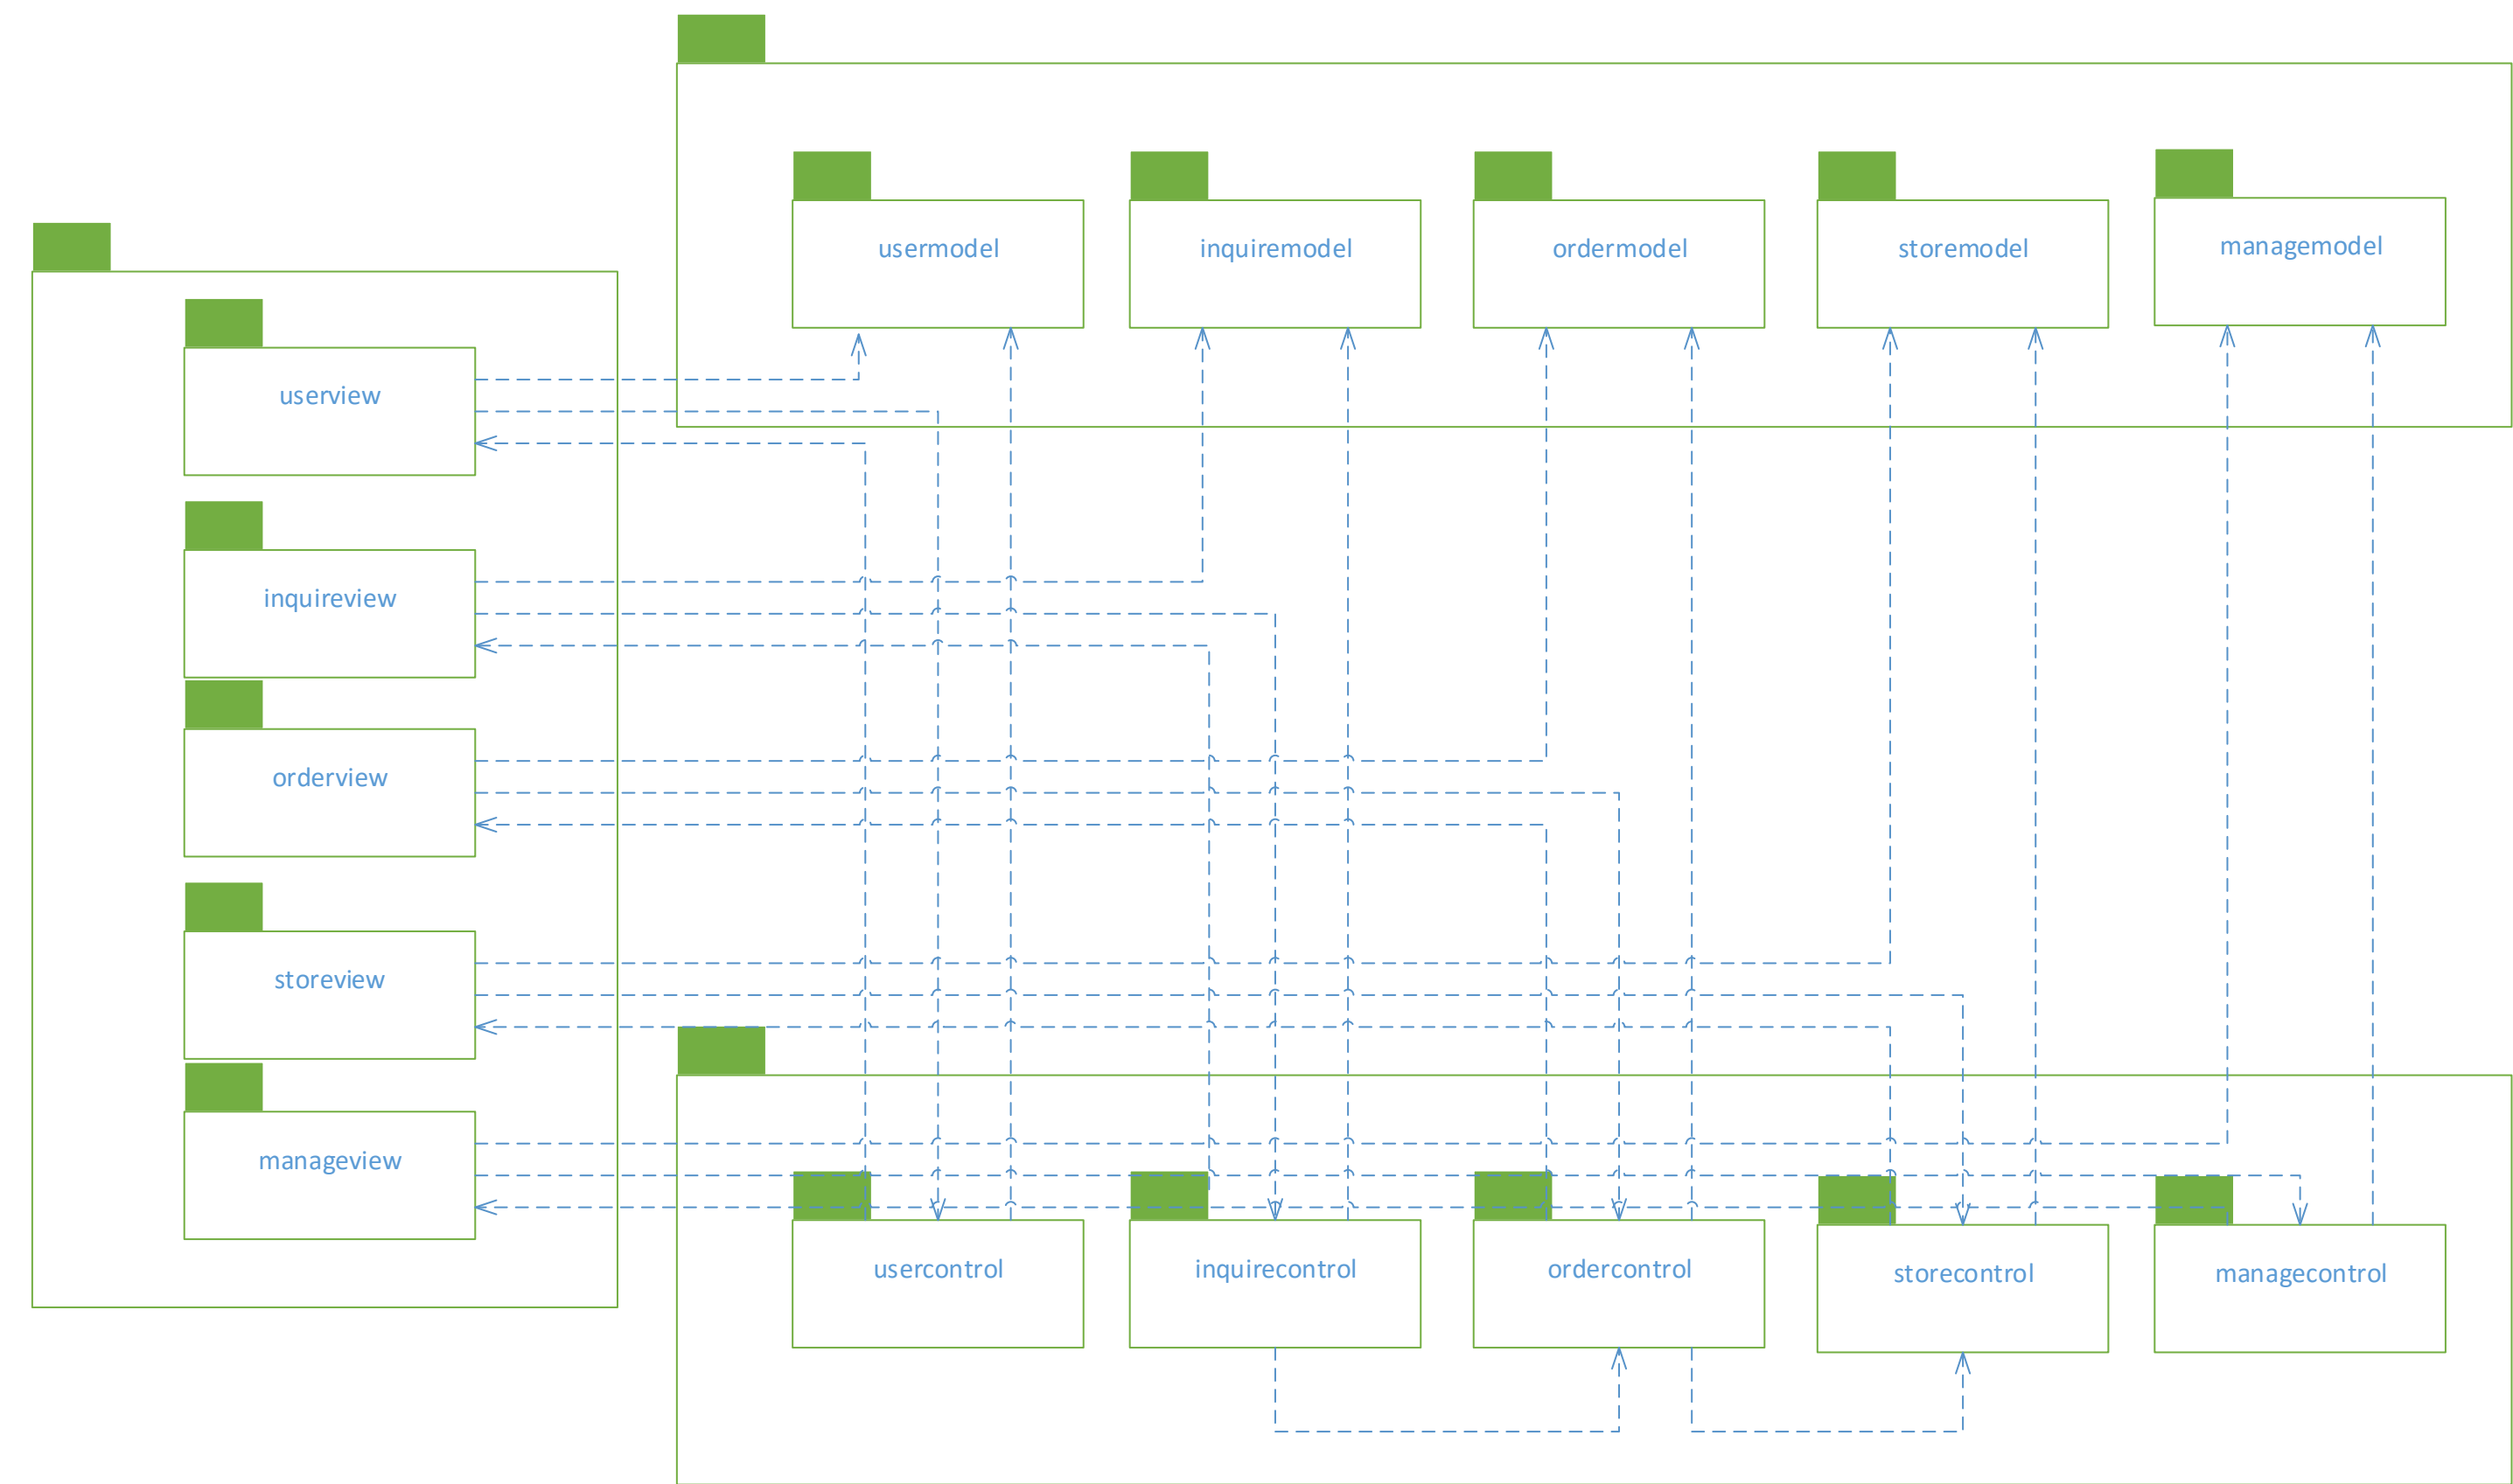 usermodel
inquiremodel
ordermodel
storemodel
managemodel
userview
inquireview
orderview
storeview
manageview
usercontrol
inquirecontrol
ordercontrol
storecontrol
managecontrol